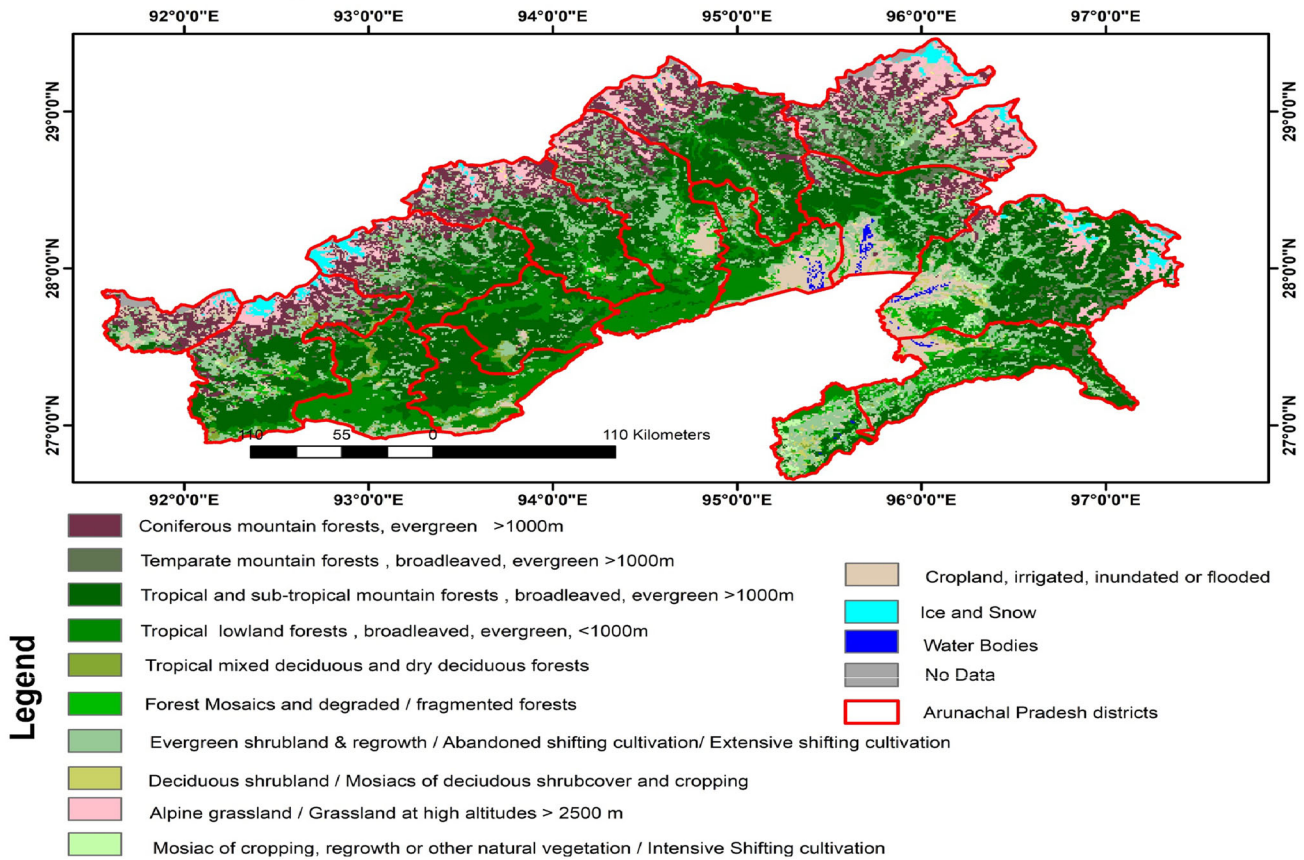 92°0'0"E 93°0'0"E 94°0'0"E 95°0'0"E 96°0'0"E 97°0'0"E
29°0'0"N 29°0'0"N
28°0'0"N 28°0'0"N
27°0'0"N 27°0'0"N
110 55 0 110 Kilometers
92°0'0"E 93°0'0"E 94°0'0"E 95°0'0"E 96°0'0"E 97°0'0"E
Legend
Coniferous mountain forests, evergreen >1000m
Temparate mountain forests , broadleaved, evergreen >1000m
Tropical and sub-tropical mountain forests , broadleaved, evergreen >1000m
Tropical lowland forests , broadleaved, evergreen, <1000m
Tropical mixed deciduous and dry deciduous forests
Forest Mosaics and degraded / fragmented forests
Evergreen shrubland & regrowth / Abandoned shifting cultivation/ Extensive shifting cultivation
Deciduous shrubland / Mosiacs of deciudous shrubcover and cropping
Alpine grassland / Grassland at high altitudes > 2500 m
Mosiac of cropping, regrowth or other natural vegetation / Intensive Shifting cultivation
Cropland, irrigated, inundated or flooded
Ice and Snow
Water Bodies
No Data
Arunachal Pradesh districts